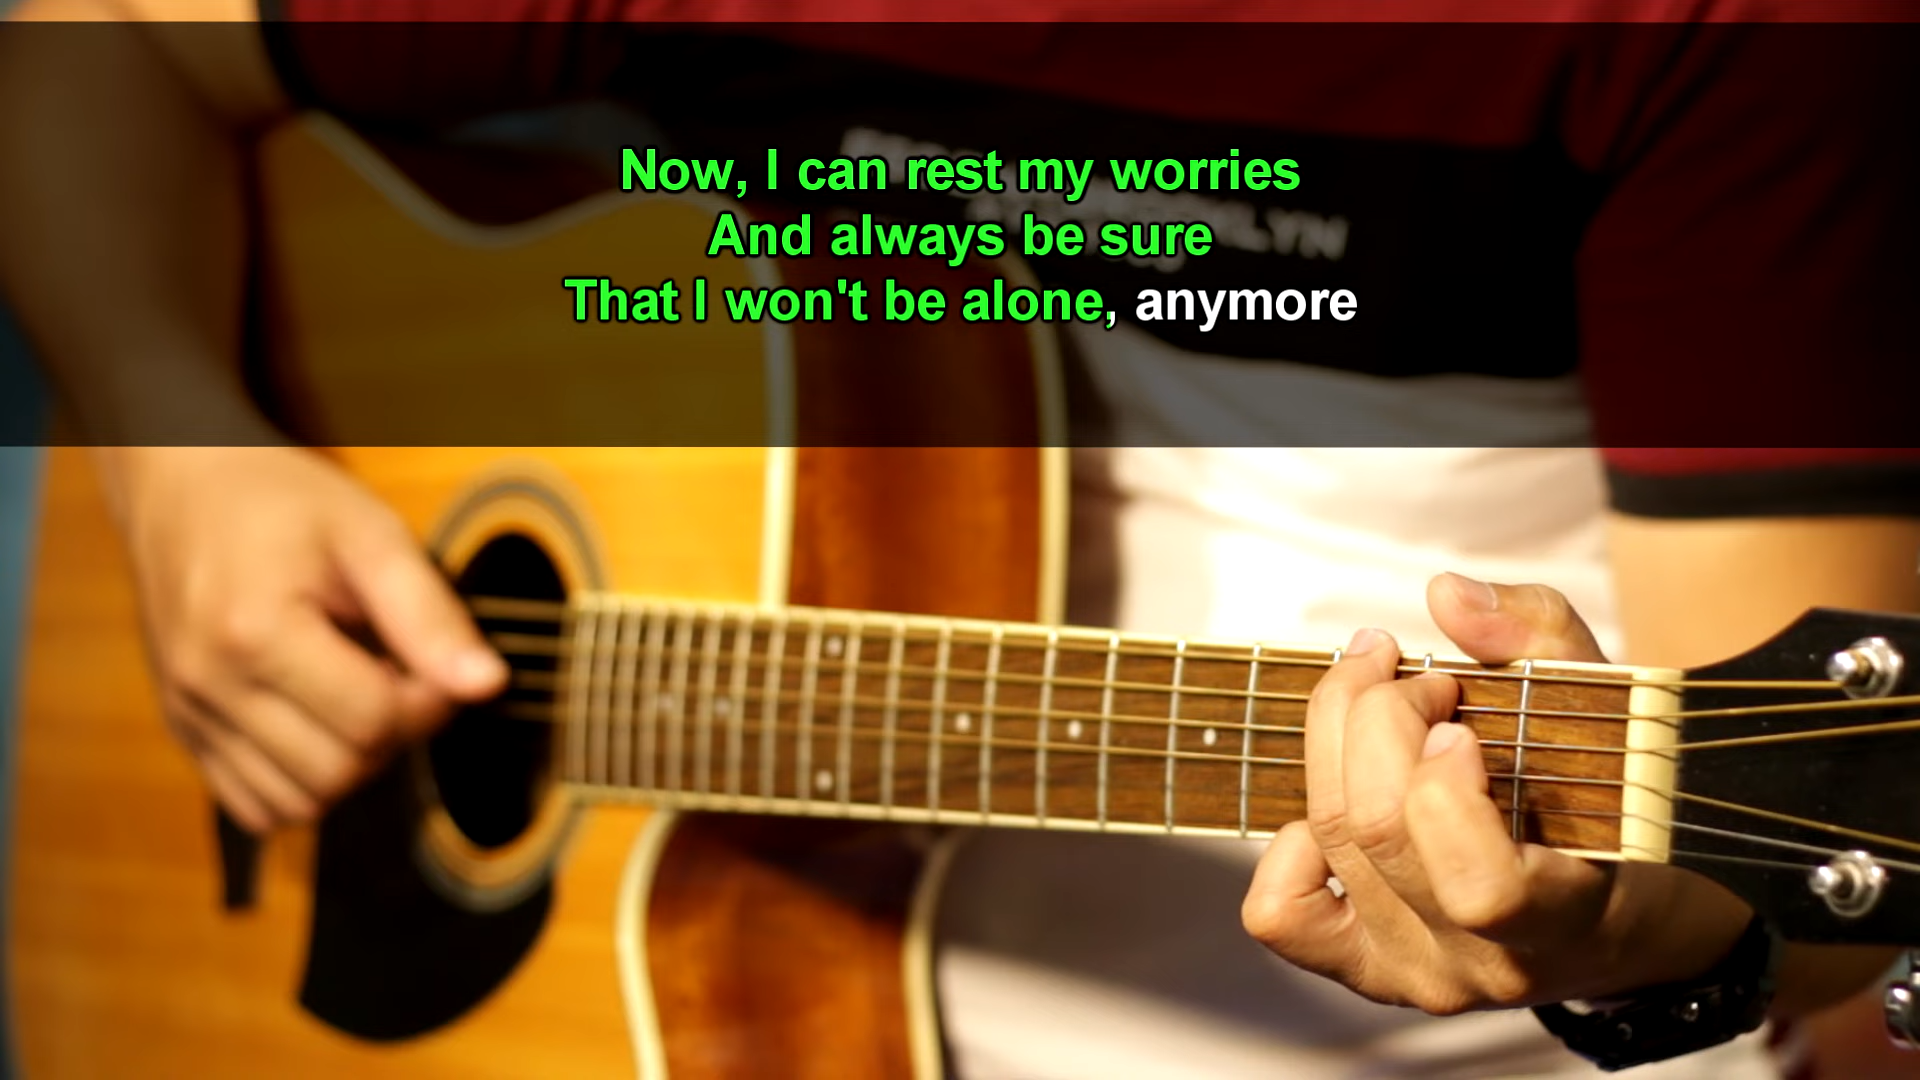 Now, I can rest my worries
And always be sure
That I won't be alone, anymore